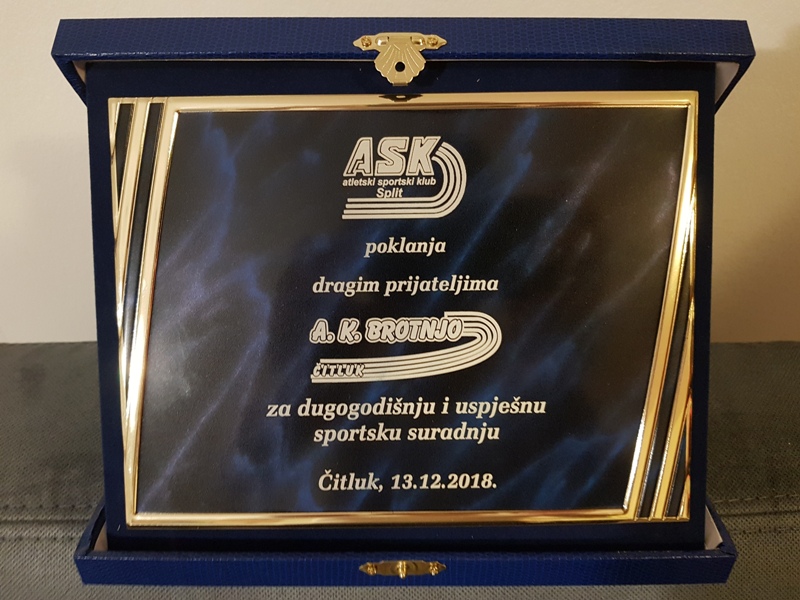 ASK
atletski sportski klub
Split
poklanja
dragim prijateljima
A. K. BROTNJO
ČITLUK
za dugogodišnju i uspješnu
sportsku suradnju
Čitluk, 13.12.2018.